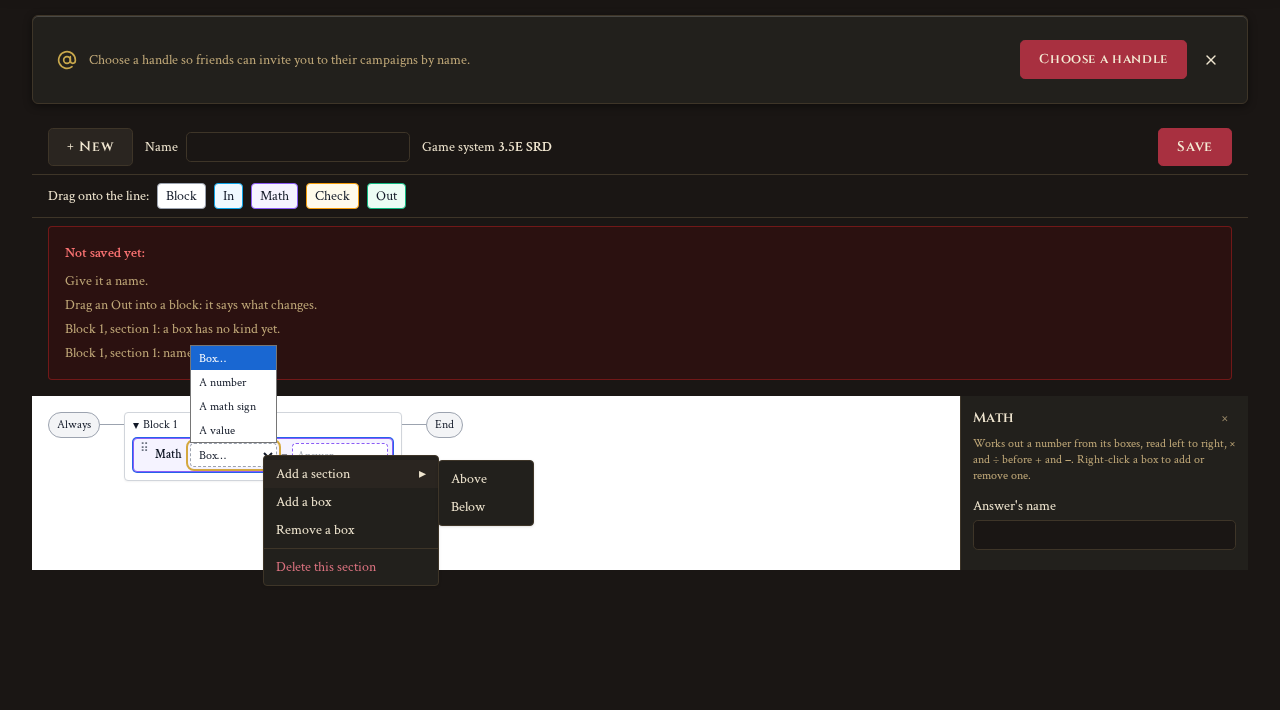 @ Choose a handle so friends can invite you to their campaigns by name.
Choose a handle ×
+ New Name Game system 3.5E SRD Save
Drag onto the line: Block In Math Check Out
Not saved yet:
Give it a name.
Drag an Out into a block: it says what changes.
Block 1, section 1: a box has no kind yet.
Block 1, section 1: name
Box...
A number
A math sign
A value
Always
▾ Block 1
End
Math Box...
Add a section ▸
Add a box
Remove a box
Delete this section
Above
Below
Math ×
Works out a number from its boxes, read left to right, ×
and ÷ before + and −. Right-click a box to add or
remove one.
Answer's name